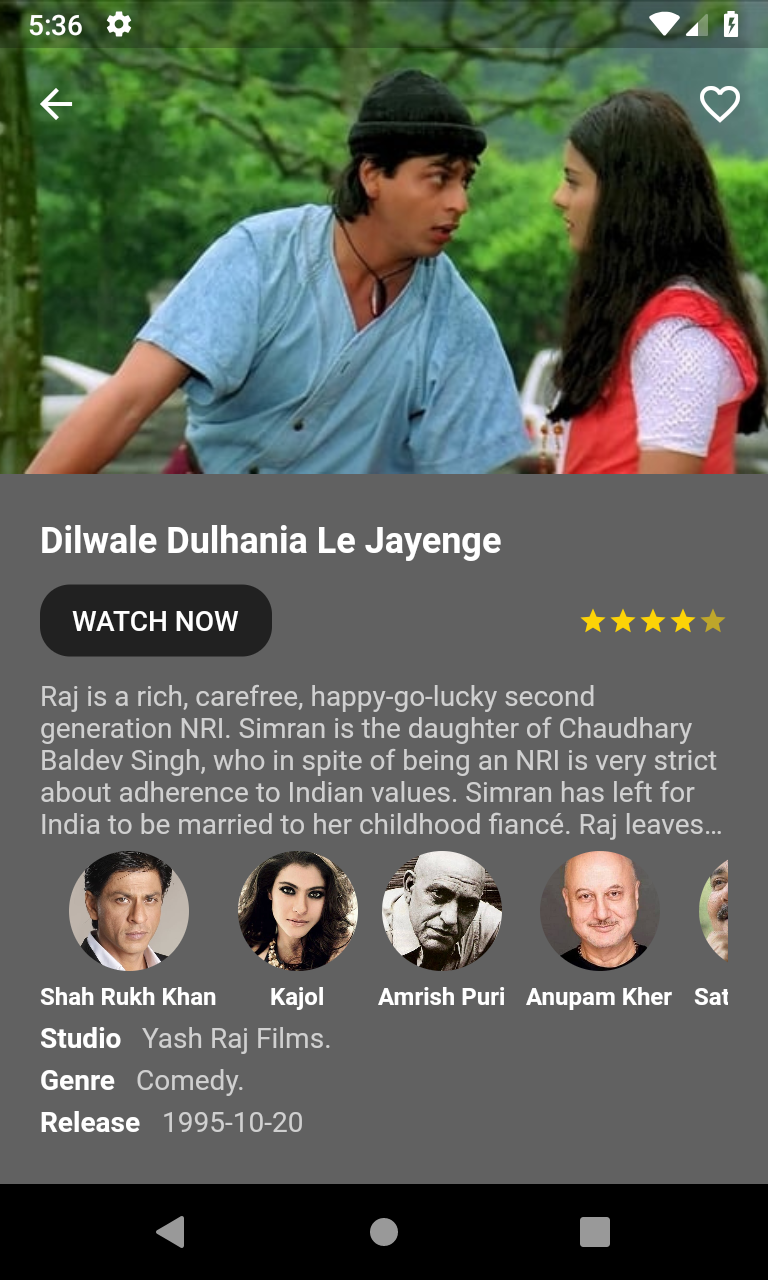 5:36
Dilwale Dulhania Le Jayenge
WATCH NOW
Raj is a rich, carefree, happy-go-lucky second
generation NRI. Simran is the daughter of Chaudhary
Baldev Singh, who in spite of being an NRI is very strict
about adherence to Indian values. Simran has left for
India to be married to her childhood fiancé. Raj leaves…
Shah Rukh Khan Kajol Amrish Puri Anupam Kher Sat
Studio Yash Raj Films.
Genre Comedy.
Release 1995-10-20